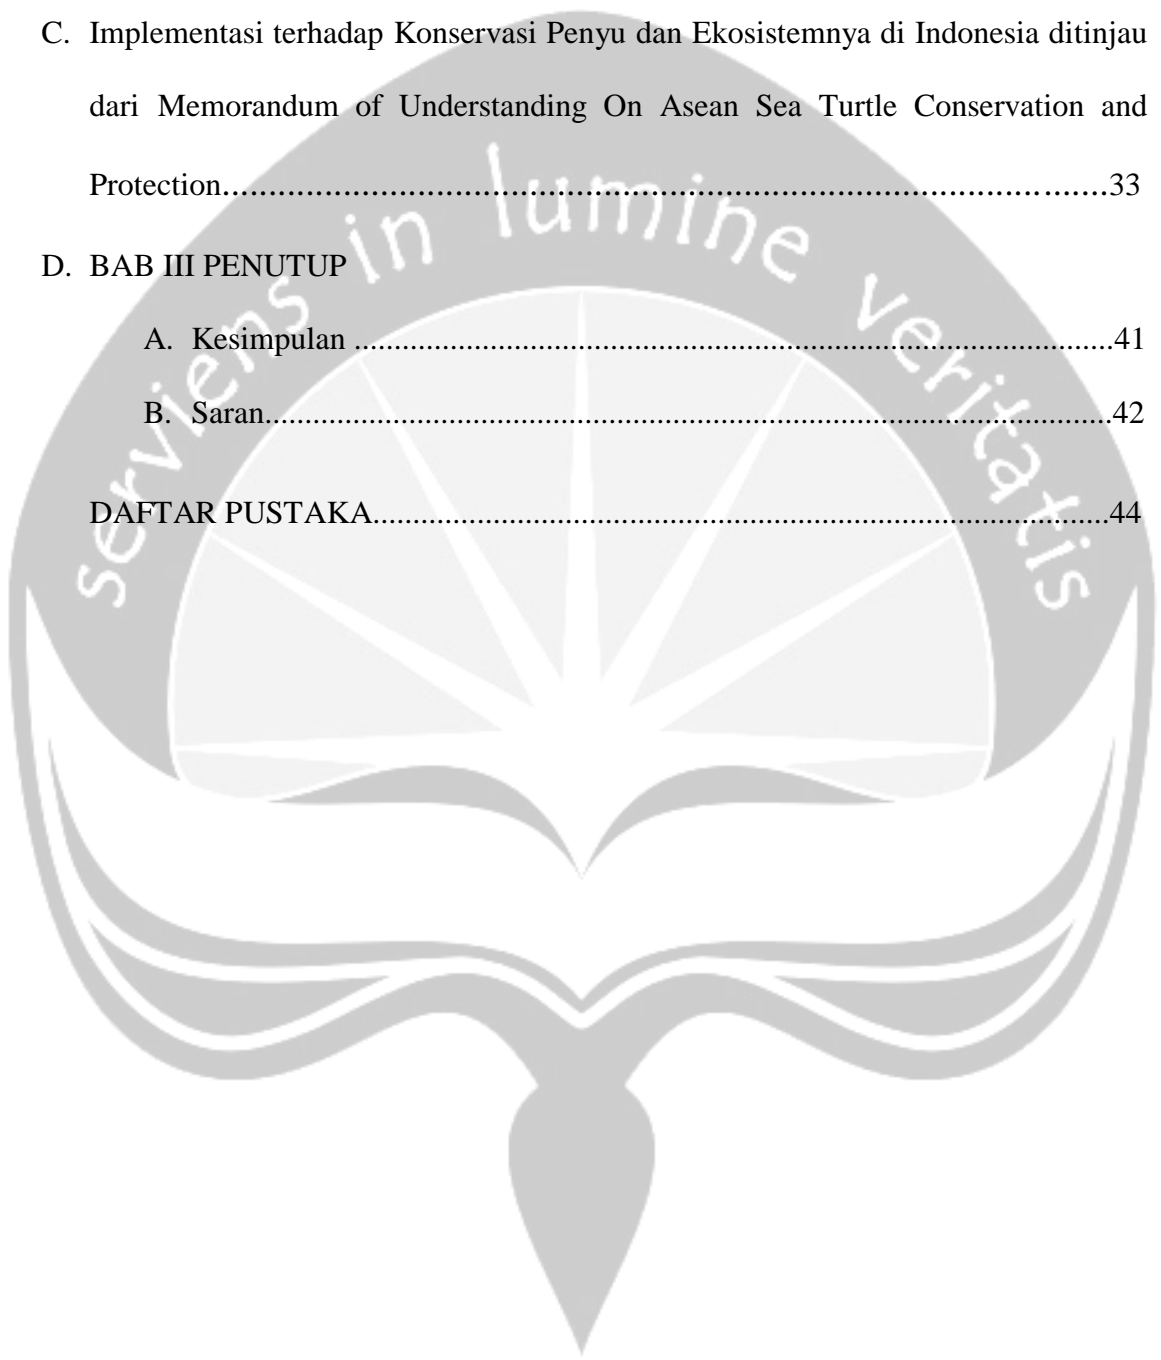 C. Implementasi terhadap Konservasi Penyu dan Ekosistemnya di Indonesia ditinjau
dari Memorandum of Understanding On Asean Sea Turtle Conservation and
Protection....................................................................................................33
D. BAB III PENUTUP
A. Kesimpulan ..............................................................................................41
B. Saran.........................................................................................................42
DAFTAR PUSTAKA...........................................................................................44
serviens in lumine veritatis